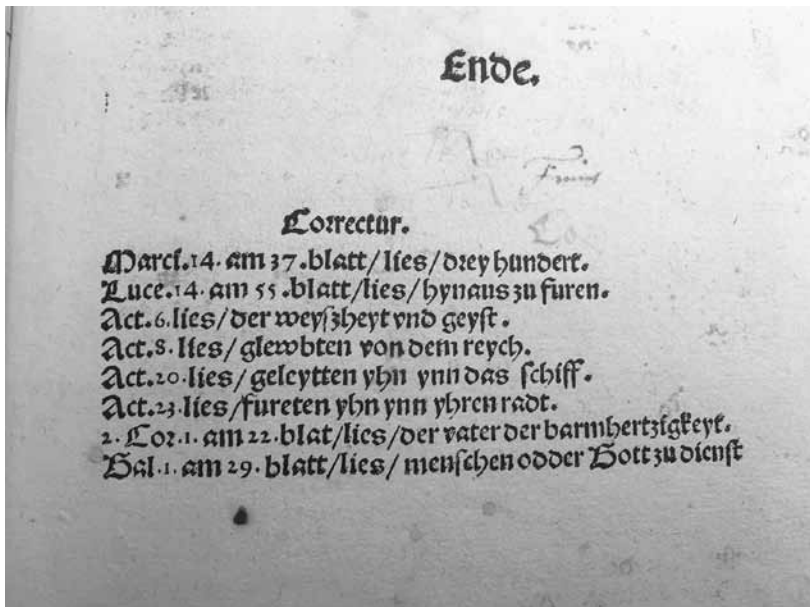 Ende.
Correctur.
Marci.14. am 37.blatt/lies/drey hundert.
Luce.14. am 55.blatt/lies/hynaus zu furen.
Act.6.lies/der weyszheyt vnd geyst.
Act.8.lies/glewbten von dem reych.
Act.20.lies/geleytten yhn ynn das schiff.
Act.23.lies/fureten yhn ynn yhren radt.
2. Cor.1. am 22.blat/lies/der vater der barmhertzigkeyt.
Gal.1. am 29.blatt/lies/menschen odder Gott zu dienst